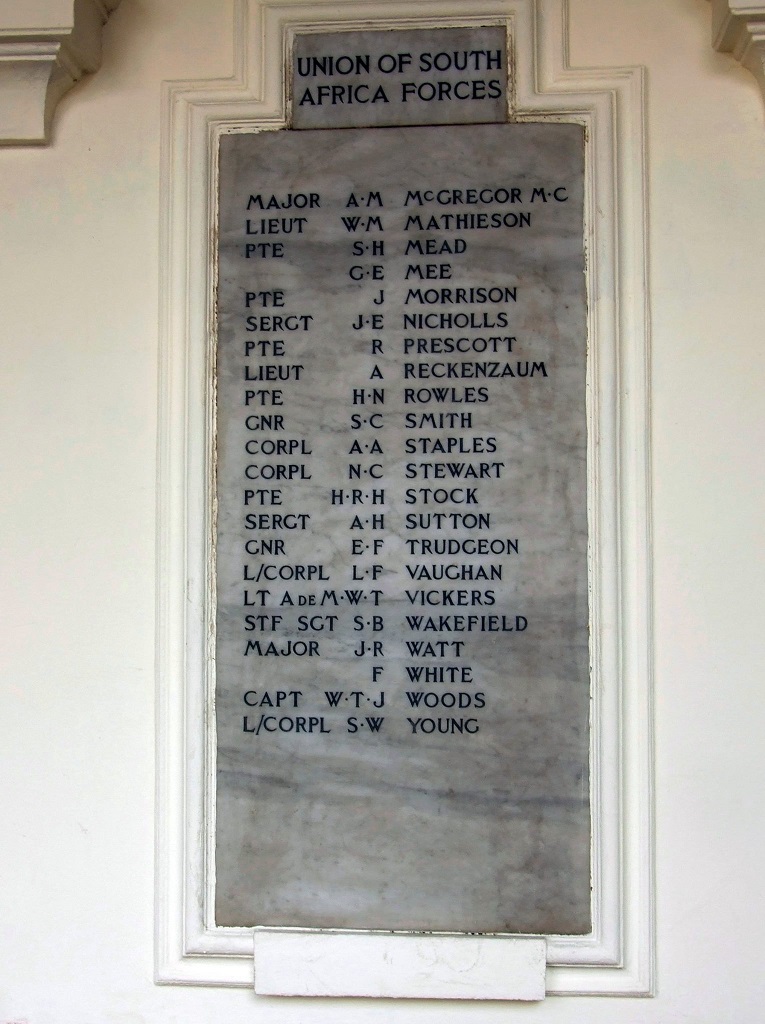 UNION OF SOUTH
AFRICA FORCES
MAJOR A·M McGREGOR M·C
LIEUT W·M MATHIESON
PTE S·H MEAD
G·E MEE
PTE J MORRISON
SERGT J·E NICHOLLS
PTE R PRESCOTT
LIEUT A RECKENZAUM
PTE H·N ROWLES
GNR S·C SMITH
CORPL A·A STAPLES
CORPL N·C STEWART
PTE H·R·H STOCK
SERGT A·H SUTTON
GNR E·F TRUDGEON
L/CORPL L·F VAUGHAN
LT A DE M·W·T VICKERS
STF SGT S·B WAKEFIELD
MAJOR J·R WATT
F WHITE
CAPT W·T·J WOODS
L/CORPL S·W YOUNG